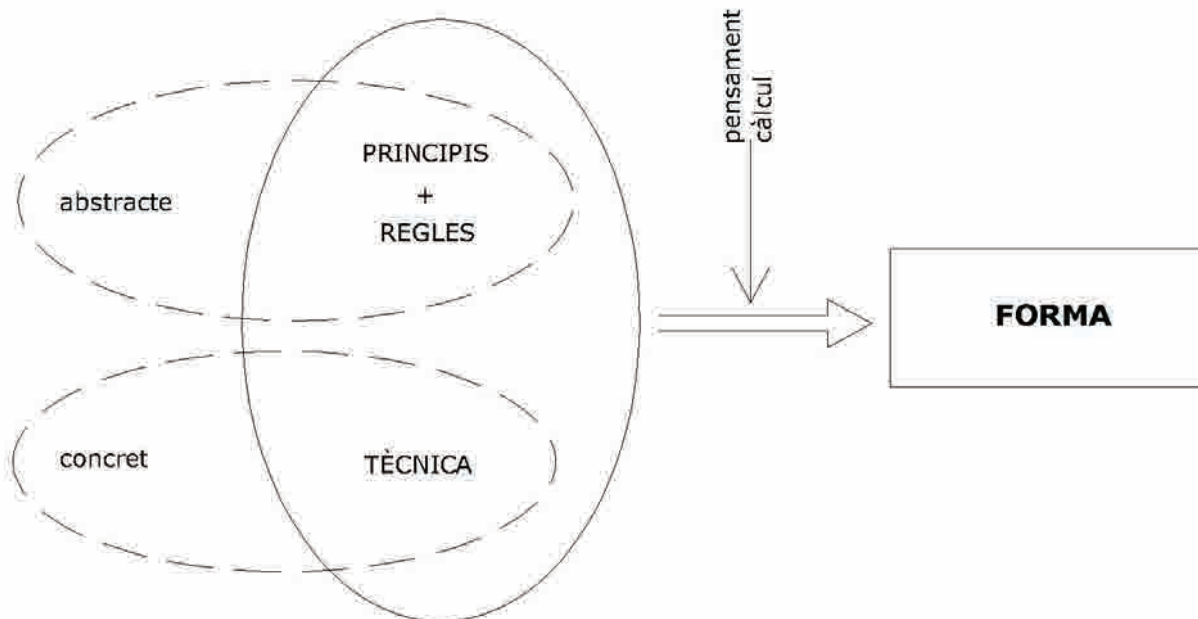 pensament
càlcul
PRINCIPIS
+
REGLES
abstracte
FORMA
concret
TÈCNICA